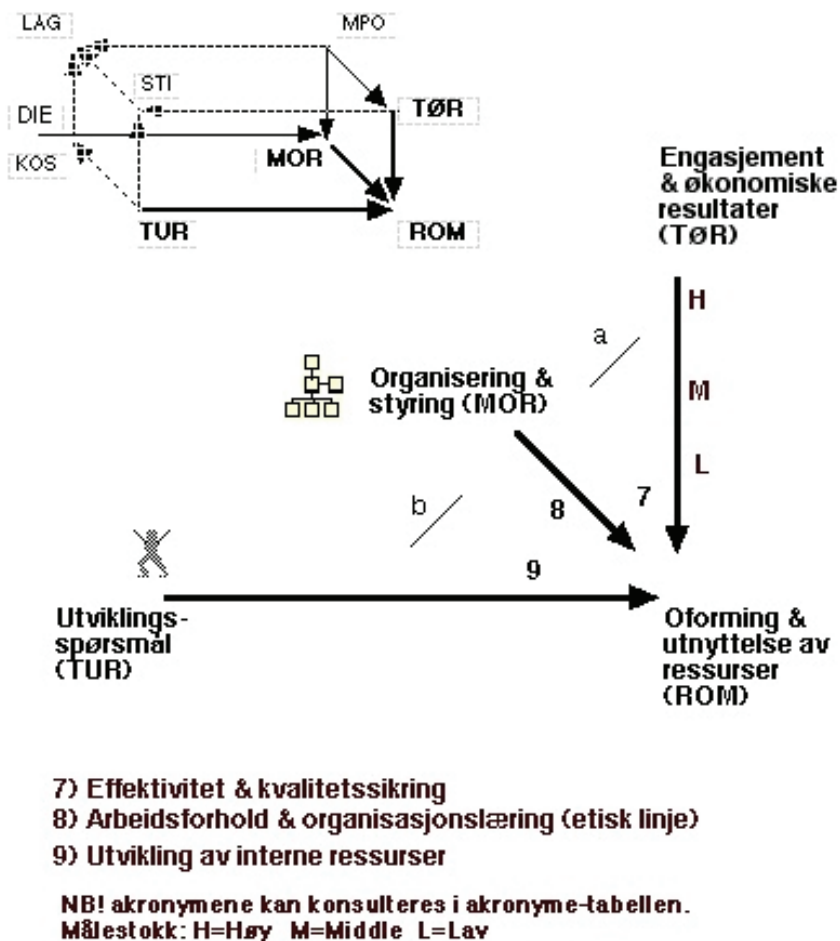 LAG
MPO
STI
DIE
TØR
MOR
KOS
TUR
ROM
Engasjement
& økonomiske
resultater
(TØR)
H
a
M
Organisering &
styring (MOR)
L
b
8
7
9
Utviklings-
spørsmål
(TUR)
Oforming &
utnyttelse av
ressurser
(ROM)
7) Effektivitet & kvalitetssikring
8) Arbeidsforhold & organisasjonslæring (etisk linje)
9) Utvikling av interne ressurser
NB! akronymene kan konsulteres i akronyme-tabellen.
Målestokk: H=Høy M=Middle L=Lav